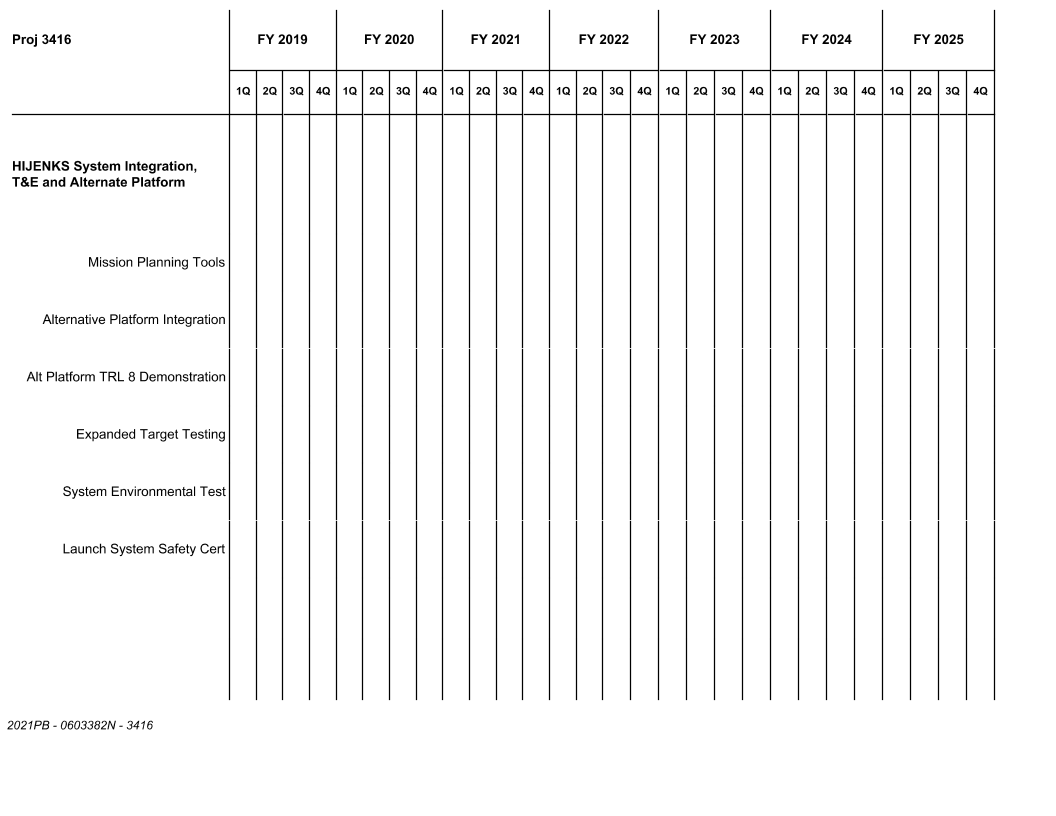 Proj 3416 FY 2019 FY 2020 FY 2021 FY 2022 FY 2023 FY 2024 FY 2025
1Q 2Q 3Q 4Q 1Q 2Q 3Q 4Q 1Q 2Q 3Q 4Q 1Q 2Q 3Q 4Q 1Q 2Q 3Q 4Q 1Q 2Q 3Q 4Q 1Q 2Q 3Q 4Q
HIJENKS System Integration,
T&E and Alternate Platform
Mission Planning Tools
Alternative Platform Integration
Alt Platform TRL 8 Demonstration
Expanded Target Testing
System Environmental Test
Launch System Safety Cert
2021PB - 0603382N - 3416